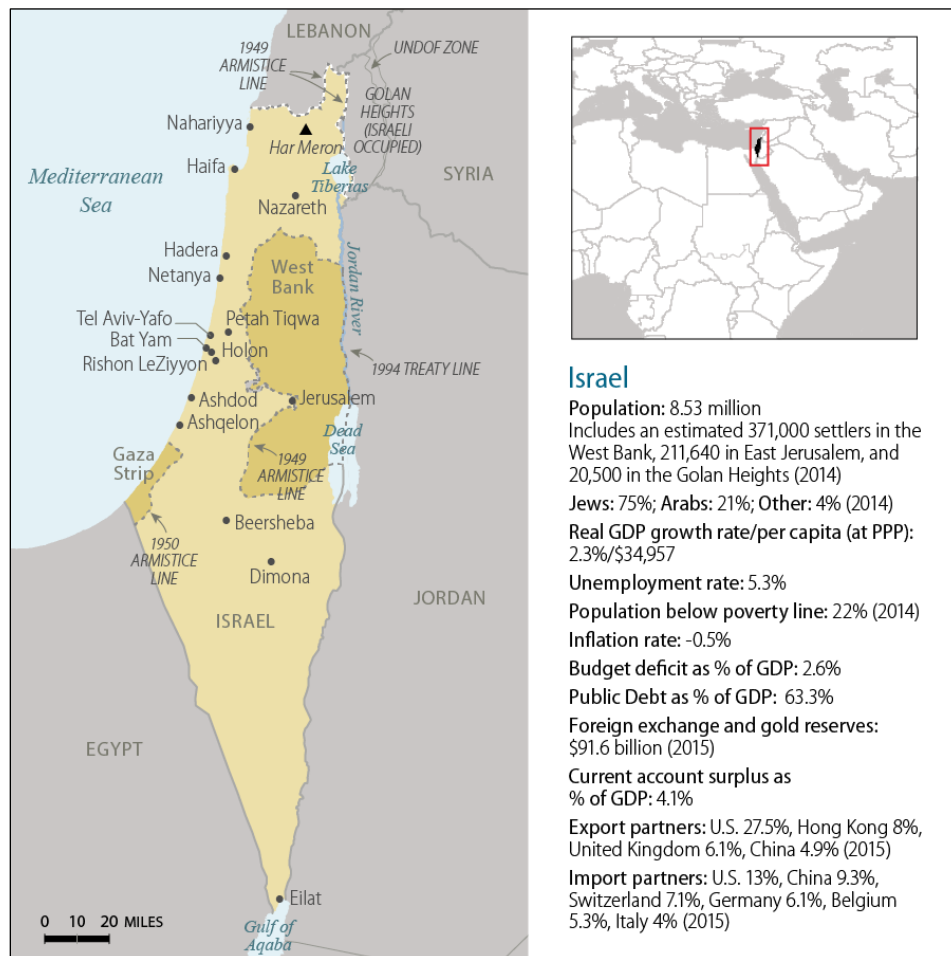 LEBANON
1949
ARMISTICE
LINE
UNDOF ZONE
GOLAN
HEIGHTS
(ISRAELI
OCCUPIED)
Nahariyya
Har Meron
Haifa
Lake
Tiberias
SYRIA
Mediterranean
Sea
Nazareth
Hadera
Netanya
West
Bank
Jordan River
Tel Aviv-Yafo
Petah Tiqwa
Bat Yam
Holon
Rishon LeZiyyon
1994 TREATY LINE
Ashdod
Jerusalem
Ashqelon
Dead
Sea
Gaza
Strip
1949
ARMISTICE
LINE
Beersheba
1950
ARMISTICE
LINE
Dimona
JORDAN
ISRAEL
EGYPT
Eilat
0 10 20 MILES
Gulf of
Aqaba
Israel
Population: 8.53 million
Includes an estimated 371,000 settlers in the
West Bank, 211,640 in East Jerusalem, and
20,500 in the Golan Heights (2014)
Jews: 75%; Arabs: 21%; Other: 4% (2014)
Real GDP growth rate/per capita (at PPP):
2.3%/$34,957
Unemployment rate: 5.3%
Population below poverty line: 22% (2014)
Inflation rate: -0.5%
Budget deficit as % of GDP: 2.6%
Public Debt as % of GDP: 63.3%
Foreign exchange and gold reserves:
$91.6 billion (2015)
Current account surplus as
% of GDP: 4.1%
Export partners: U.S. 27.5%, Hong Kong 8%,
United Kingdom 6.1%, China 4.9% (2015)
Import partners: U.S. 13%, China 9.3%,
Switzerland 7.1%, Germany 6.1%, Belgium
5.3%, Italy 4% (2015)